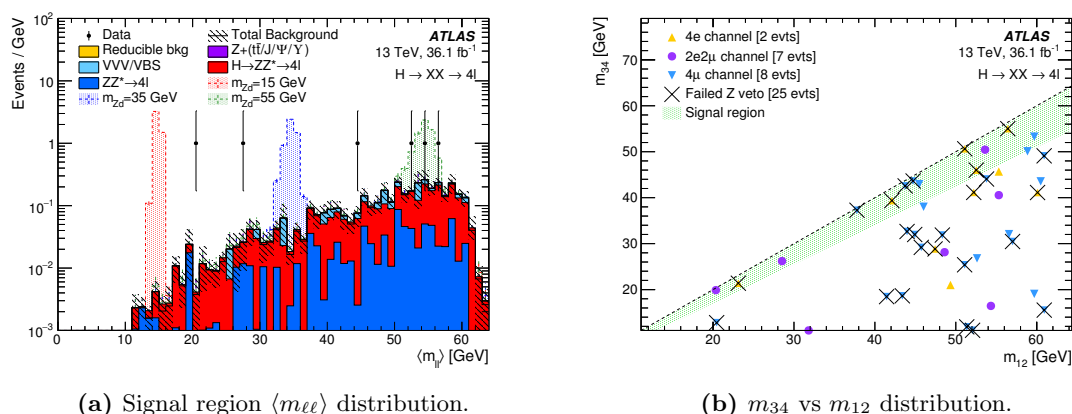 Events / GeV
10³
10²
10
1
10⁻¹
10⁻²
10⁻³
0 10 20 30 40 50 60
⟨m_ll⟩ [GeV]
Data
Total Background
Reducible bkg
Z+(tt̄/J/Ψ/Υ)
VVV/VBS
H→ZZ*→4l
ZZ*→4l
m_Zd=15 GeV
m_Zd=35 GeV
m_Zd=55 GeV
ATLAS
13 TeV, 36.1 fb⁻¹
H → XX → 4l
(a) Signal region ⟨m_ℓℓ⟩ distribution.
m₃₄ [GeV]
70
60
50
40
30
20
20 30 40 50 60
m₁₂ [GeV]
4e channel [2 evts]
2e2μ channel [7 evts]
4μ channel [8 evts]
Failed Z veto [25 evts]
Signal region
ATLAS
13 TeV, 36.1 fb⁻¹
H → XX → 4l
(b) m₃₄ vs m₁₂ distribution.